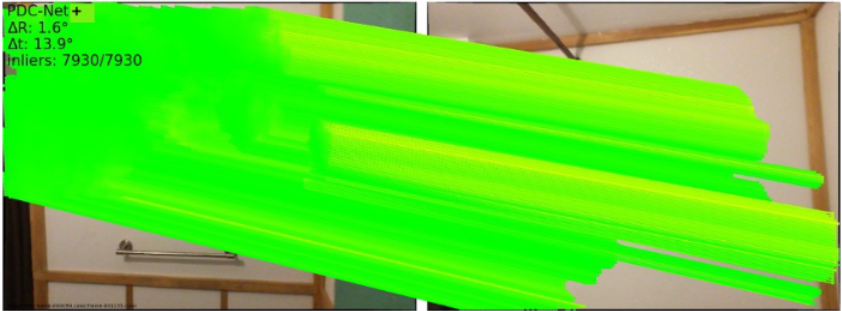 PDC-Net+
ΔR: 1.6°
Δt: 13.9°
Inliers: 7930/7930